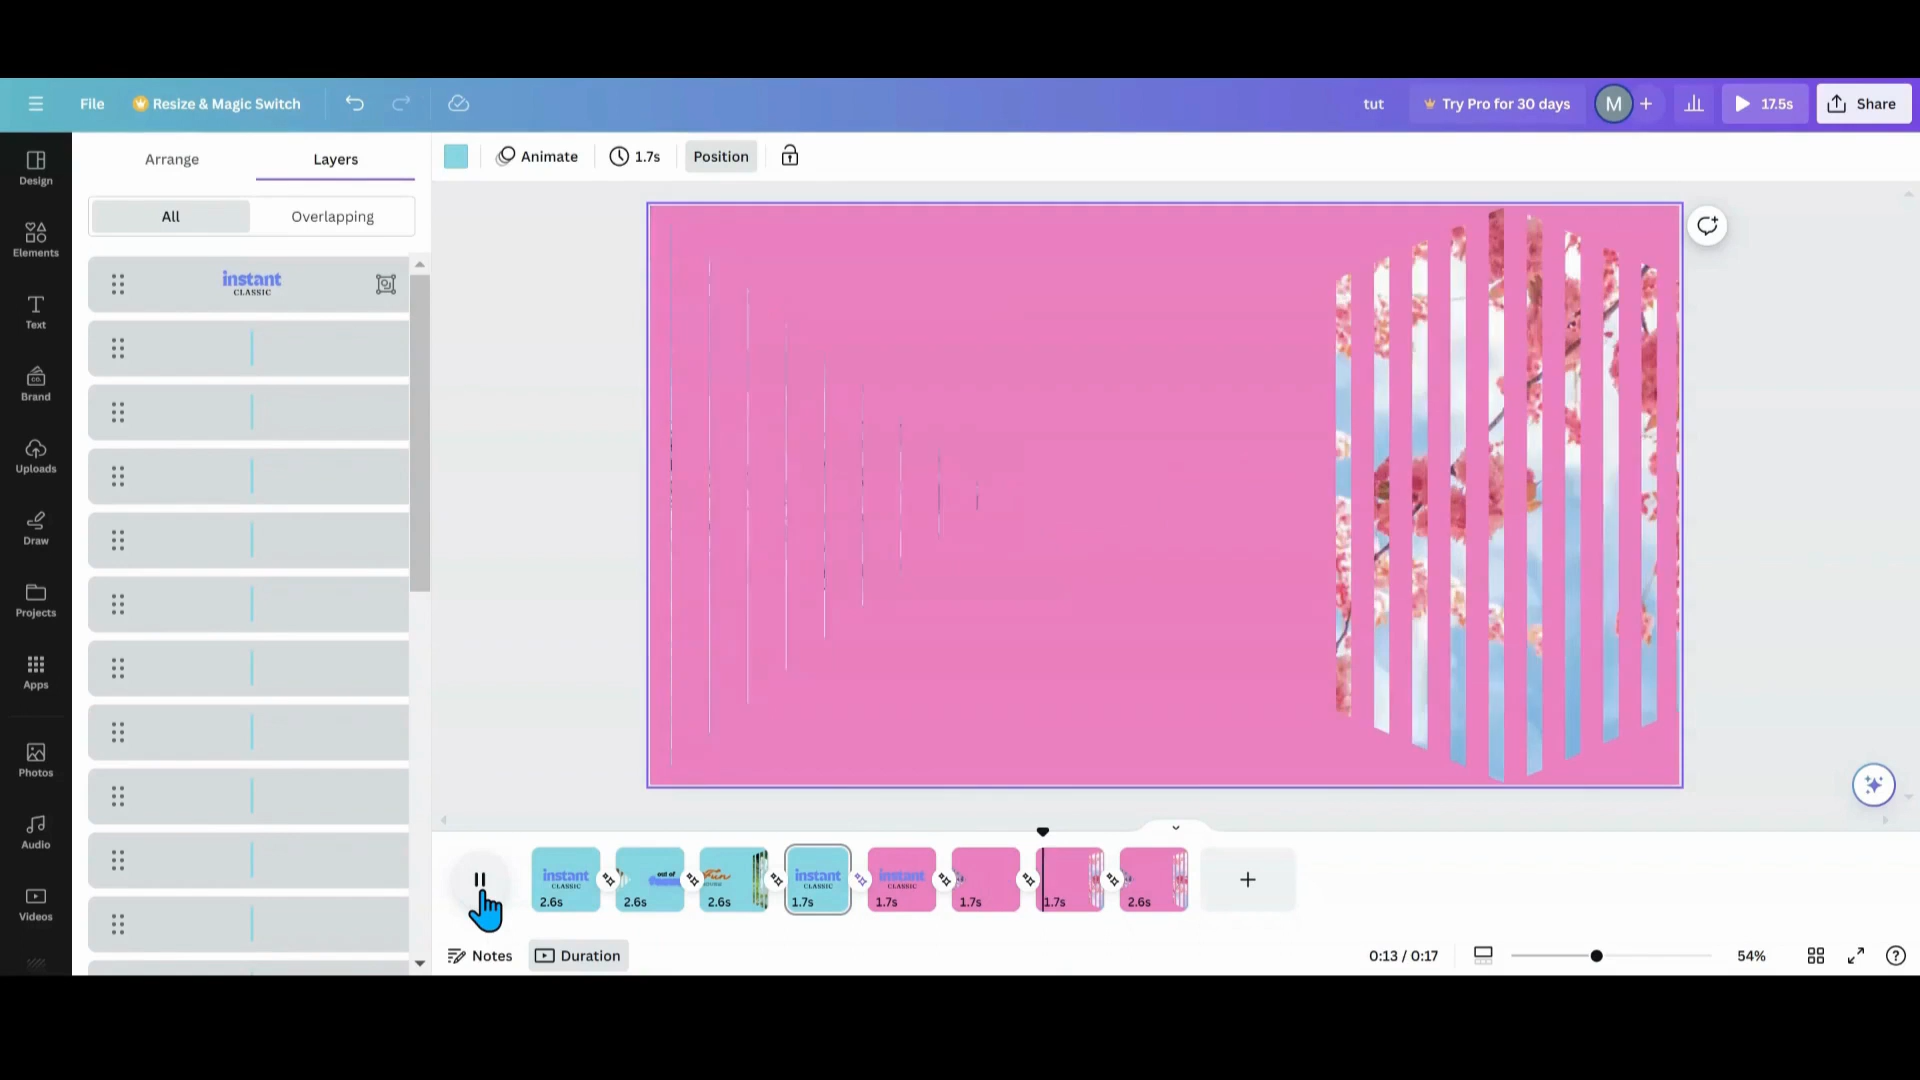 File
Resize & Magic Switch
tut
Try Pro for 30 days
M
17.5s
Share
Design
Elements
Text
Brand
Uploads
Draw
Projects
Apps
Photos
Audio
Videos
Arrange
Layers
All
Overlapping
instant
CLASSIC
Animate
1.7s
Position
instant
CLASSIC
2.6s
out of
2.6s
Fun
2.6s
instant
CLASSIC
1.7s
instant
CLASSIC
1.7s
1.7s
1.7s
2.6s
Notes
Duration
0:13 / 0:17
54%